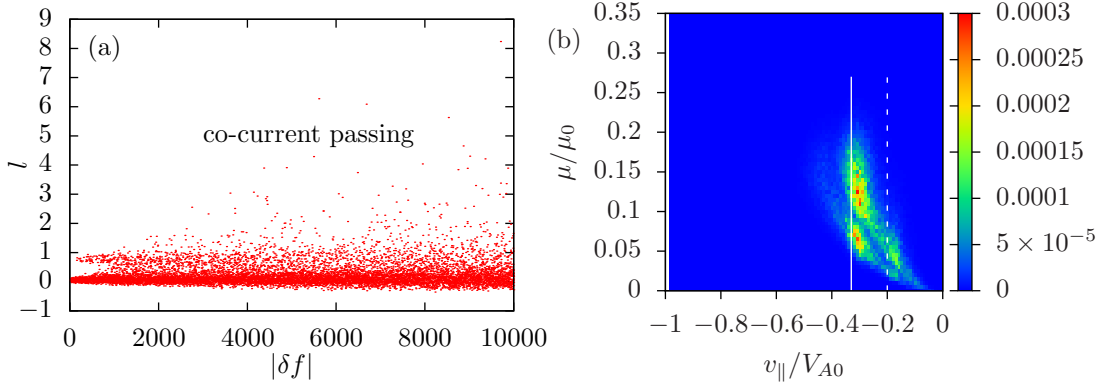 (a)
co-current passing
9
8
7
6
5
4
3
2
1
0
−1
l
0 2000 4000 6000 8000 10000
|δf|
(b)
0.35
0.3
0.25
0.2
0.15
0.1
0.05
0
μ/μ₀
−1 −0.8 −0.6 −0.4 −0.2 0
v∥/V_{A0}
0.0003
0.00025
0.0002
0.00015
0.0001
5 × 10⁻⁵
0